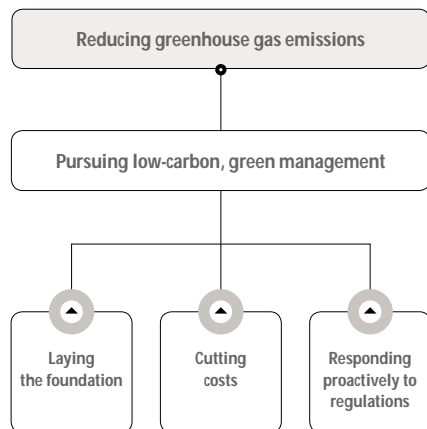 Reducing greenhouse gas emissions
Pursuing low-carbon, green management
Laying
the foundation
Cutting
costs
Responding
proactively to
regulations